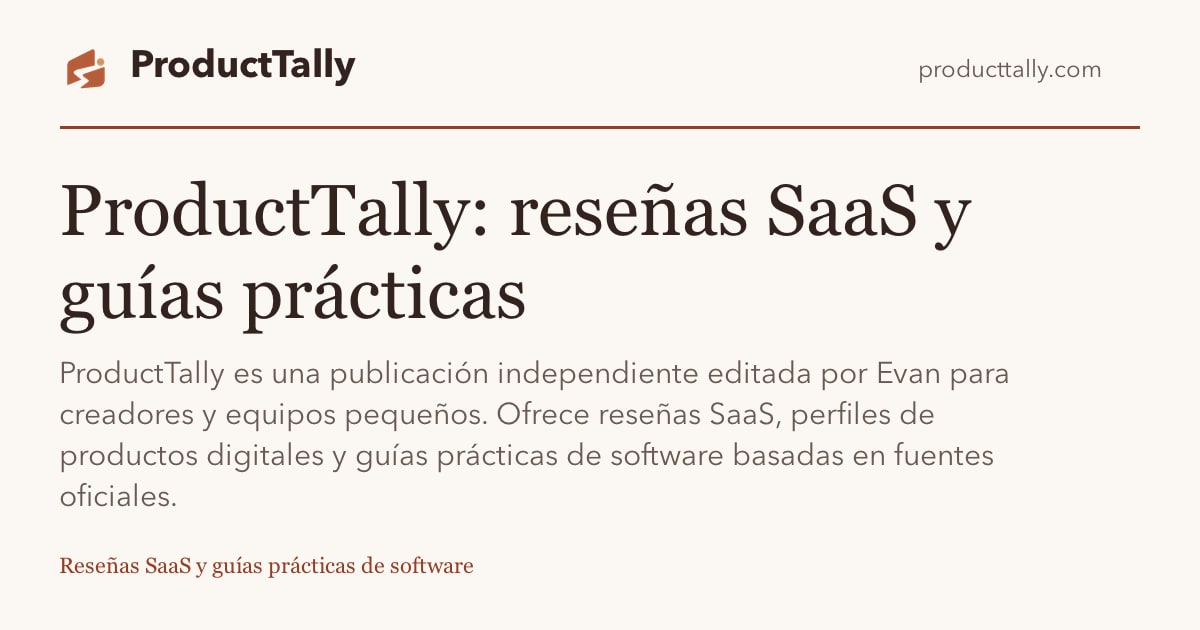 ProductTally
producttally.com
ProductTally: reseñas SaaS y
guías prácticas
ProductTally es una publicación independiente editada por Evan para
creadores y equipos pequeños. Ofrece reseñas SaaS, perfiles de
productos digitales y guías prácticas de software basadas en fuentes
oficiales.
Reseñas SaaS y guías prácticas de software